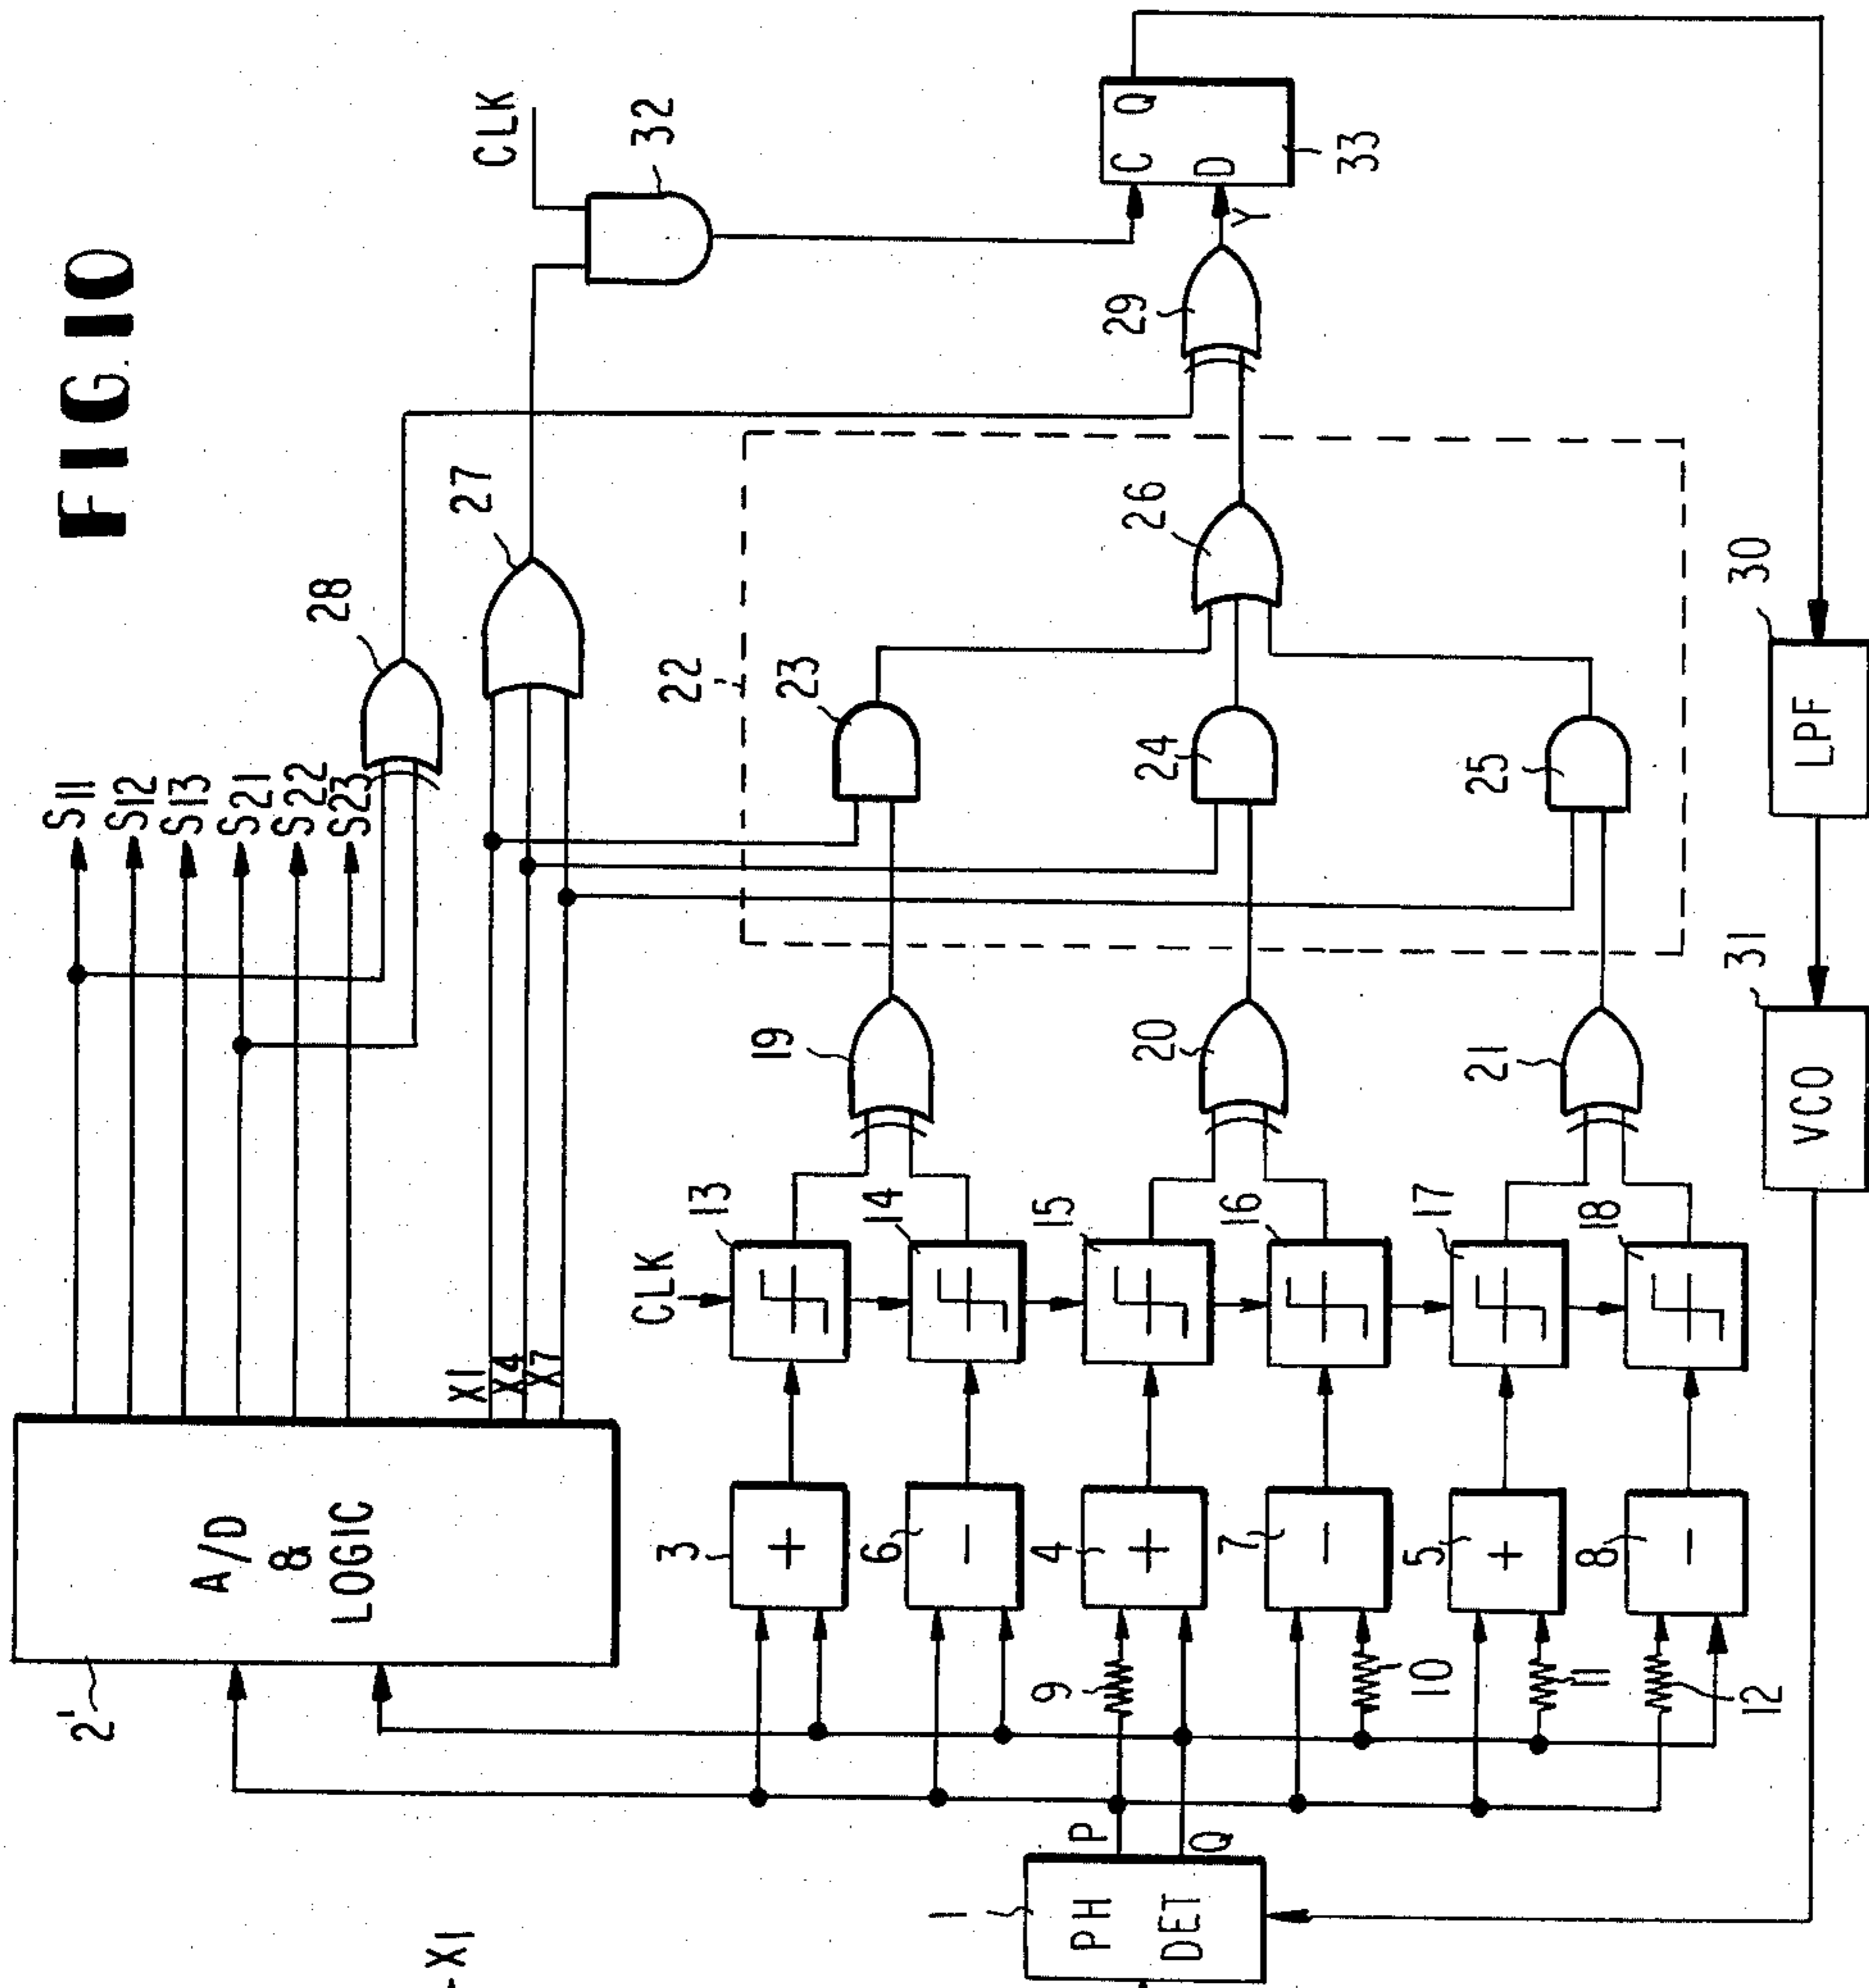 FIG.10
S11
S12
S13
S21
S22
S23
28
27
CLK
32
A/D
&
LOGIC
2'
X1
X4
X7
22
23
24
25
26
29
Y
C Q
D
33
CLK
13
14
15
16
17
18
19
20
21
3
+
6
−
4
+
7
−
5
+
8
−
9
10
11
12
P
Q
1
PH
DET
30
LPF
31
VCO
-X1